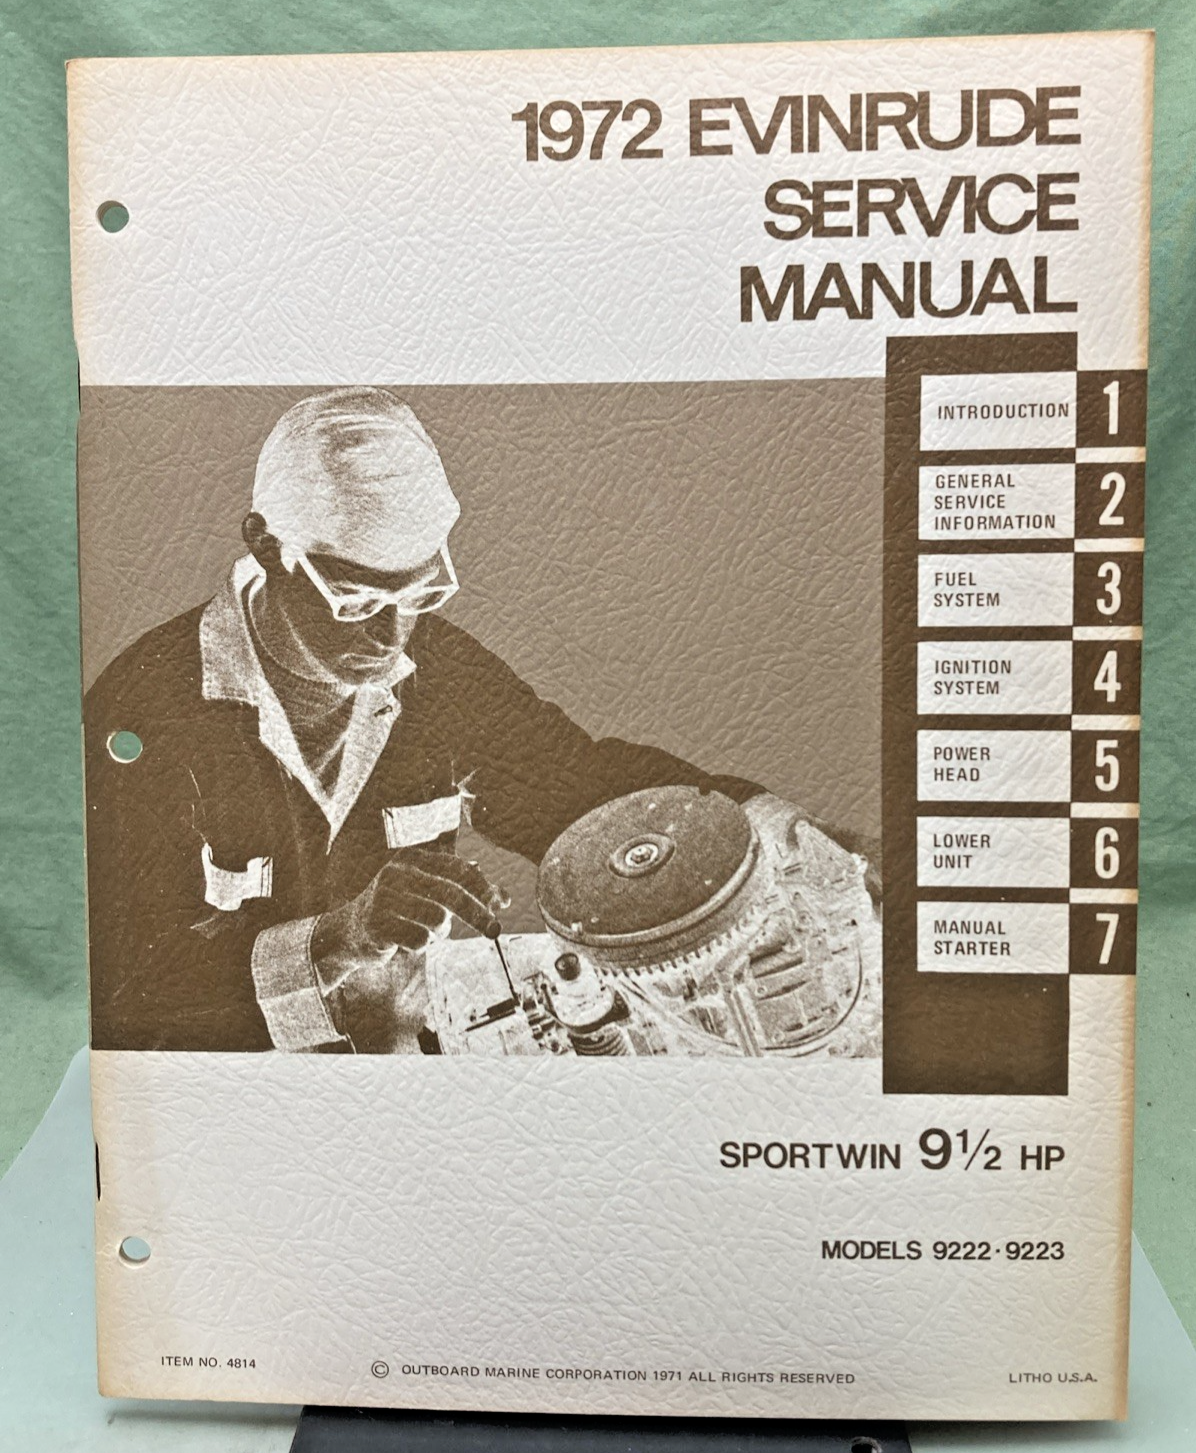 1972 EVINRUDE
SERVICE
MANUAL
INTRODUCTION 1
GENERAL
SERVICE
INFORMATION
2
FUEL
SYSTEM
3
IGNITION
SYSTEM
4
POWER
HEAD
5
LOWER
UNIT
6
MANUAL
STARTER
7
SPORTWIN 9½ HP
MODELS 9222·9223
ITEM NO. 4814
© OUTBOARD MARINE CORPORATION 1971 ALL RIGHTS RESERVED
LITHO U.S.A.